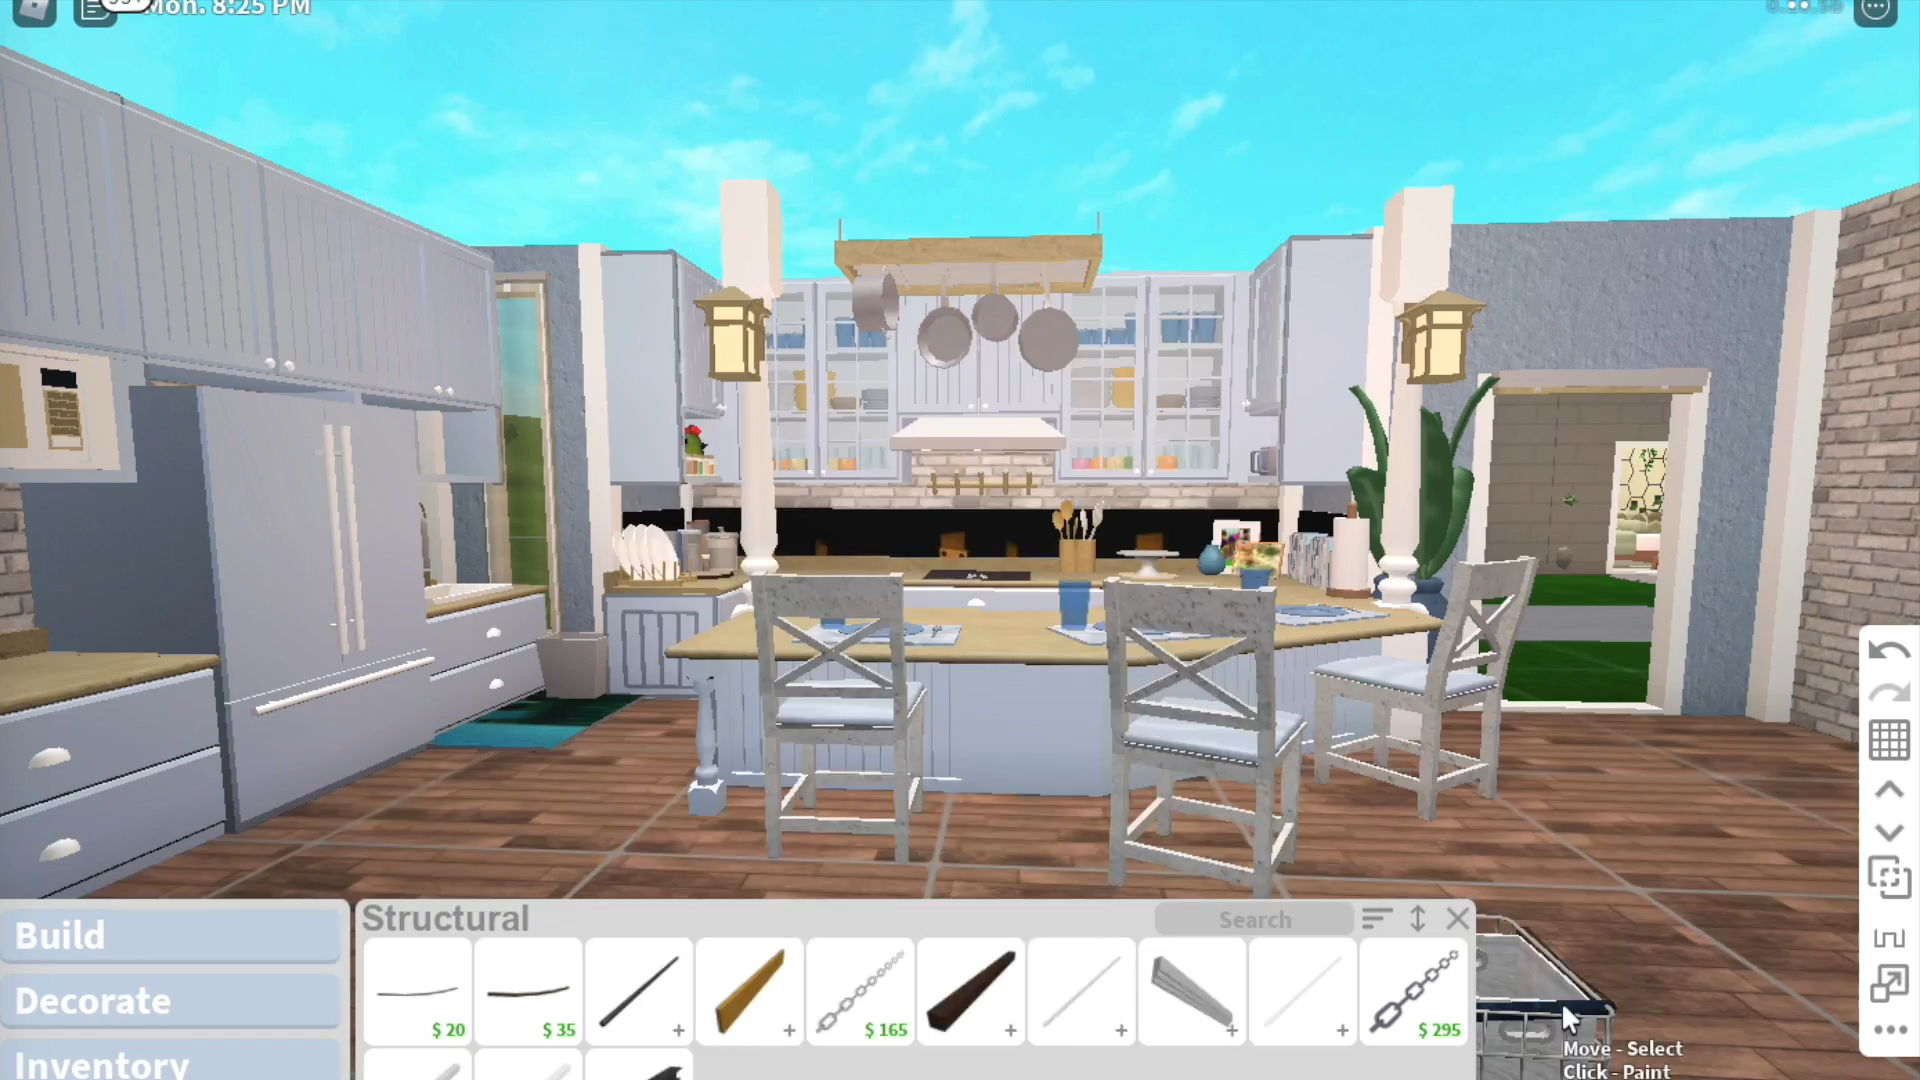 Mon. 8:25 PM
Build
Decorate
Inventory
Structural
Search
$ 20
$ 35
$ 165
$ 295
Move - Select
Click - Paint